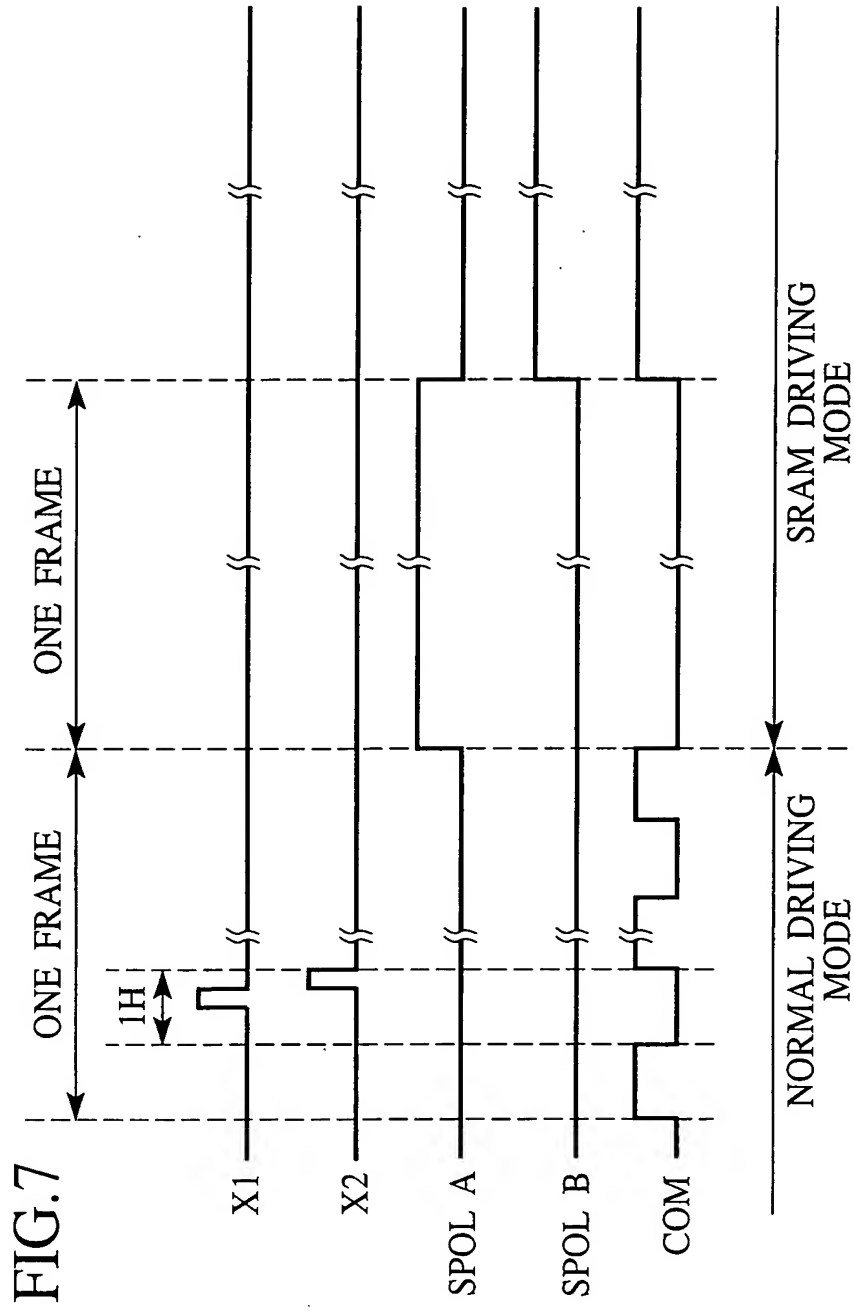 FIG.7
ONE FRAME
ONE FRAME
1H
X1
X2
SPOL A
SPOL B
COM
NORMAL DRIVING
MODE
SRAM DRIVING
MODE